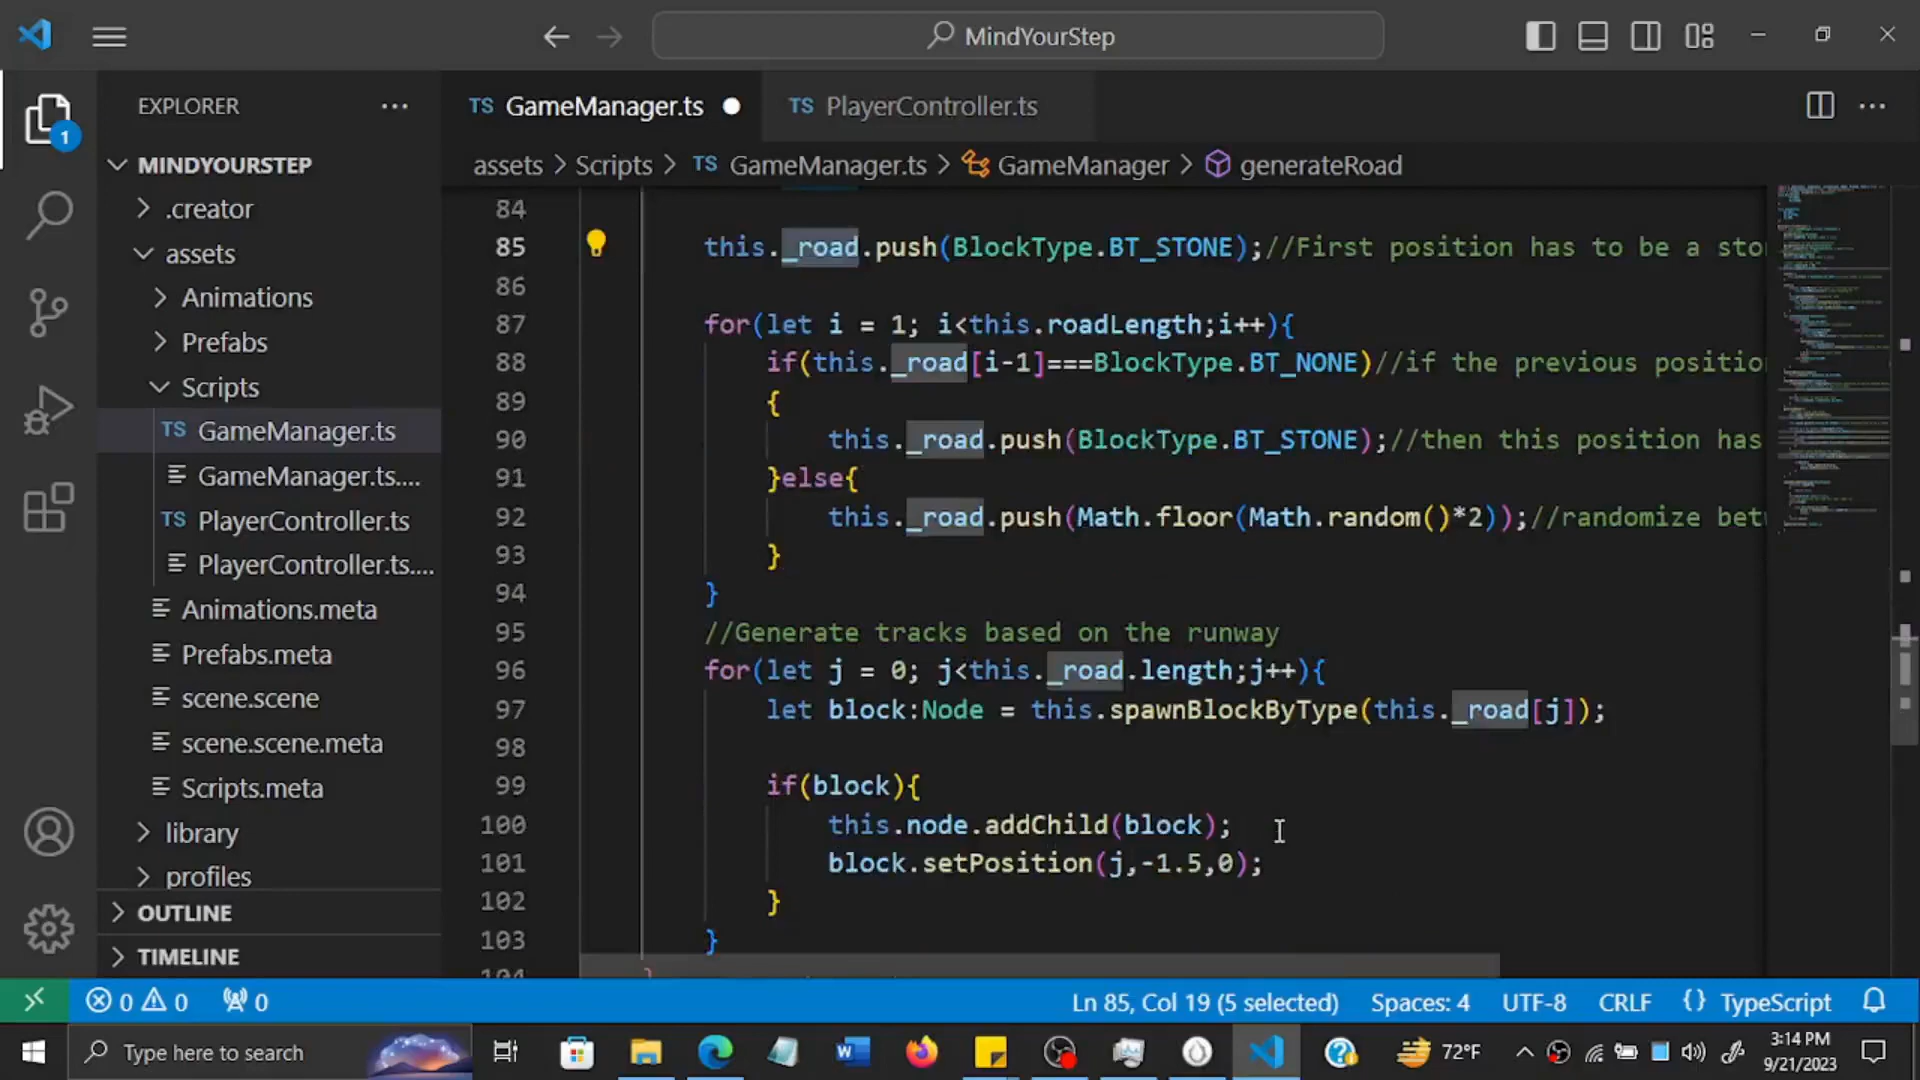 MindYourStep
EXPLORER
TS GameManager.ts
TS PlayerController.ts
assets > Scripts > TS GameManager.ts > GameManager > generateRoad
1
MINDYOURSTEP
.creator
assets
Animations
Prefabs
Scripts
TS GameManager.ts
GameManager.ts....
TS PlayerController.ts
PlayerController.ts....
Animations.meta
Prefabs.meta
scene.scene
scene.scene.meta
Scripts.meta
library
profiles
OUTLINE
TIMELINE
84
85 this._road.push(BlockType.BT_STONE);//First position has to be a sto
86
87 for(let i = 1; i<this.roadLength;i++){
88 if(this._road[i-1]===BlockType.BT_NONE)//if the previous positio
89 {
90 this._road.push(BlockType.BT_STONE);//then this position has
91 }else{
92 this._road.push(Math.floor(Math.random()*2));//randomize bet
93 }
94 }
95 //Generate tracks based on the runway
96 for(let j = 0; j<this._road.length;j++){
97 let block:Node = this.spawnBlockByType(this._road[j]);
98
99 if(block){
100 this.node.addChild(block);
101 block.setPosition(j,-1.5,0);
102 }
103 }
104 }
0 0 0
Ln 85, Col 19 (5 selected) Spaces: 4 UTF-8 CRLF {} TypeScript
Type here to search
72°F
3:14 PM
9/21/2023